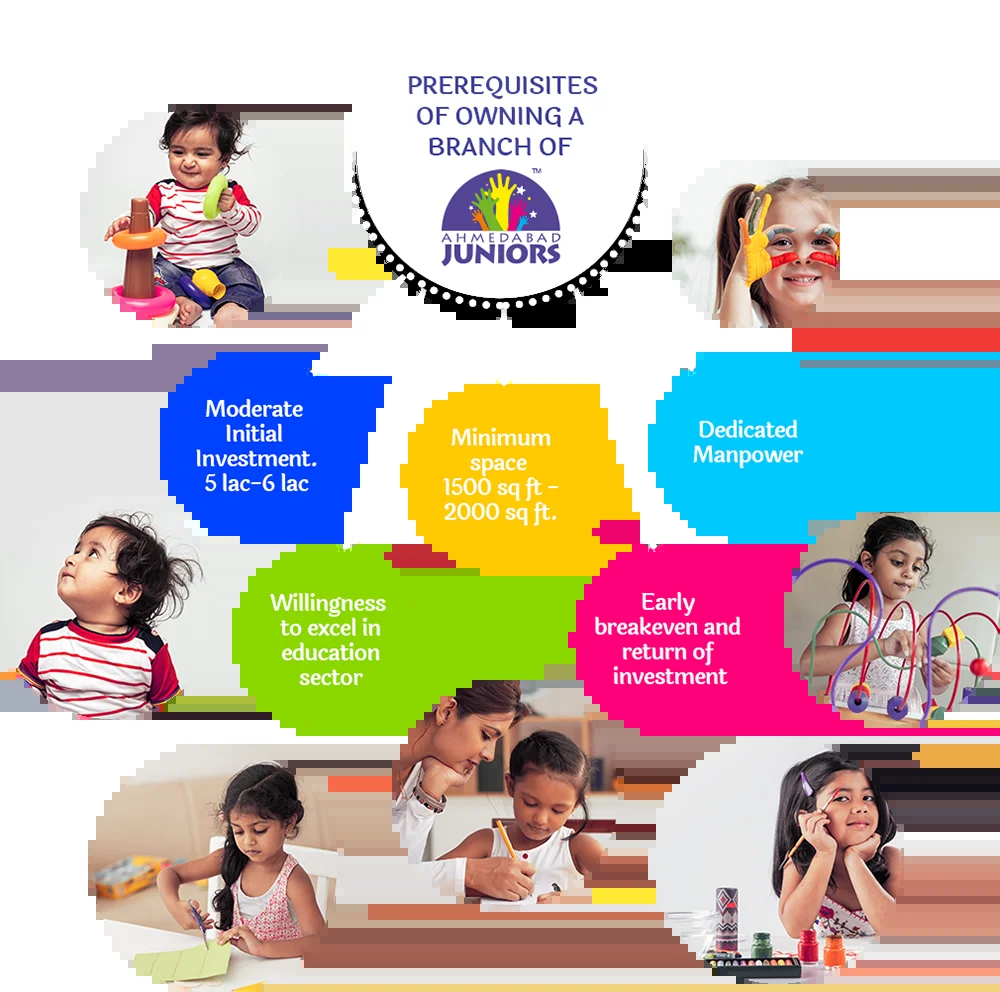 PREREQUISITES
OF OWNING A
BRANCH OF
TM
AHMEDABAD
JUNIORS
Moderate
Initial
Investment.
5 lac-6 lac
Minimum
space
1500 sq ft -
2000 sq ft.
Dedicated
Manpower
Willingness
to excel in
education
sector
Early
breakeven and
return of
investment